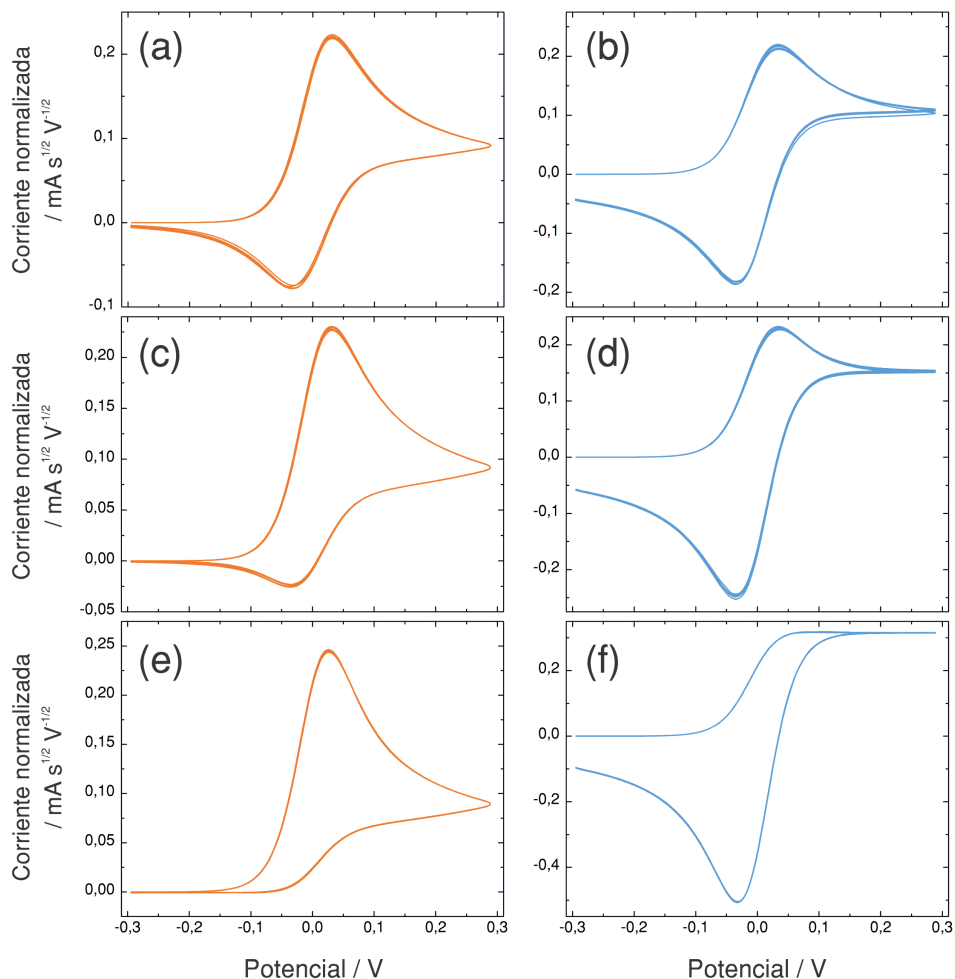 (a)
Corriente normalizada
/ mA s1/2 V-1/2
0,2
0,1
0,0
-0,1
(b)
0,2
0,1
0,0
-0,1
-0,2
(c)
Corriente normalizada
/ mA s1/2 V-1/2
0,20
0,15
0,10
0,05
0,00
-0,05
(d)
0,2
0,1
0,0
-0,1
-0,2
(e)
Corriente normalizada
/ mA s1/2 V-1/2
0,25
0,20
0,15
0,10
0,05
0,00
(f)
0,2
0,0
-0,2
-0,4
-0,3 -0,2 -0,1 0,0 0,1 0,2 0,3
-0,3 -0,2 -0,1 0,0 0,1 0,2 0,3
Potencial / V
Potencial / V